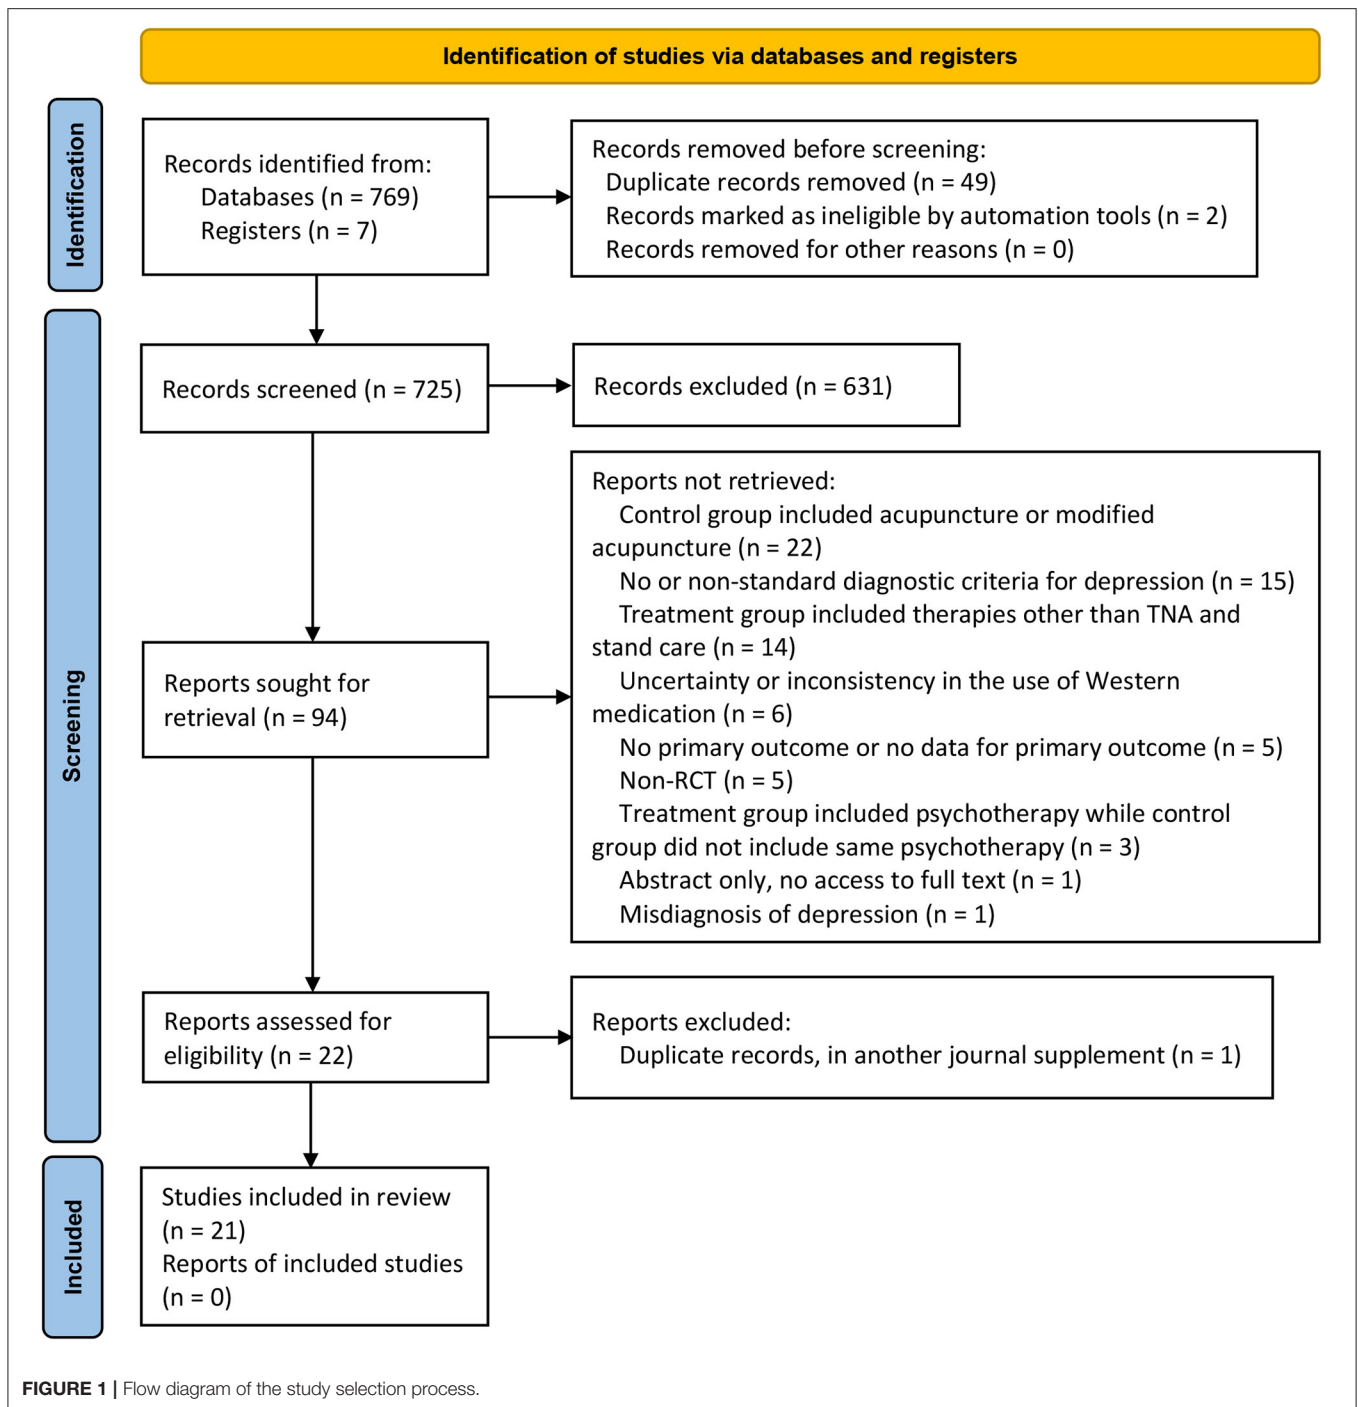 Identification of studies via databases and registers
Identification
Records identified from:
Databases (n = 769)
Registers (n = 7)
Records removed before screening:
Duplicate records removed (n = 49)
Records marked as ineligible by automation tools (n = 2)
Records removed for other reasons (n = 0)
Screening
Records screened (n = 725)
Records excluded (n = 631)
Reports sought for
retrieval (n = 94)
Reports not retrieved:
Control group included acupuncture or modified
acupuncture (n = 22)
No or non-standard diagnostic criteria for depression (n = 15)
Treatment group included therapies other than TNA and
stand care (n = 14)
Uncertainty or inconsistency in the use of Western
medication (n = 6)
No primary outcome or no data for primary outcome (n = 5)
Non-RCT (n = 5)
Treatment group included psychotherapy while control
group did not include same psychotherapy (n = 3)
Abstract only, no access to full text (n = 1)
Misdiagnosis of depression (n = 1)
Reports assessed for
eligibility (n = 22)
Reports excluded:
Duplicate records, in another journal supplement (n = 1)
Included
Studies included in review
(n = 21)
Reports of included studies
(n = 0)
FIGURE 1 | Flow diagram of the study selection process.